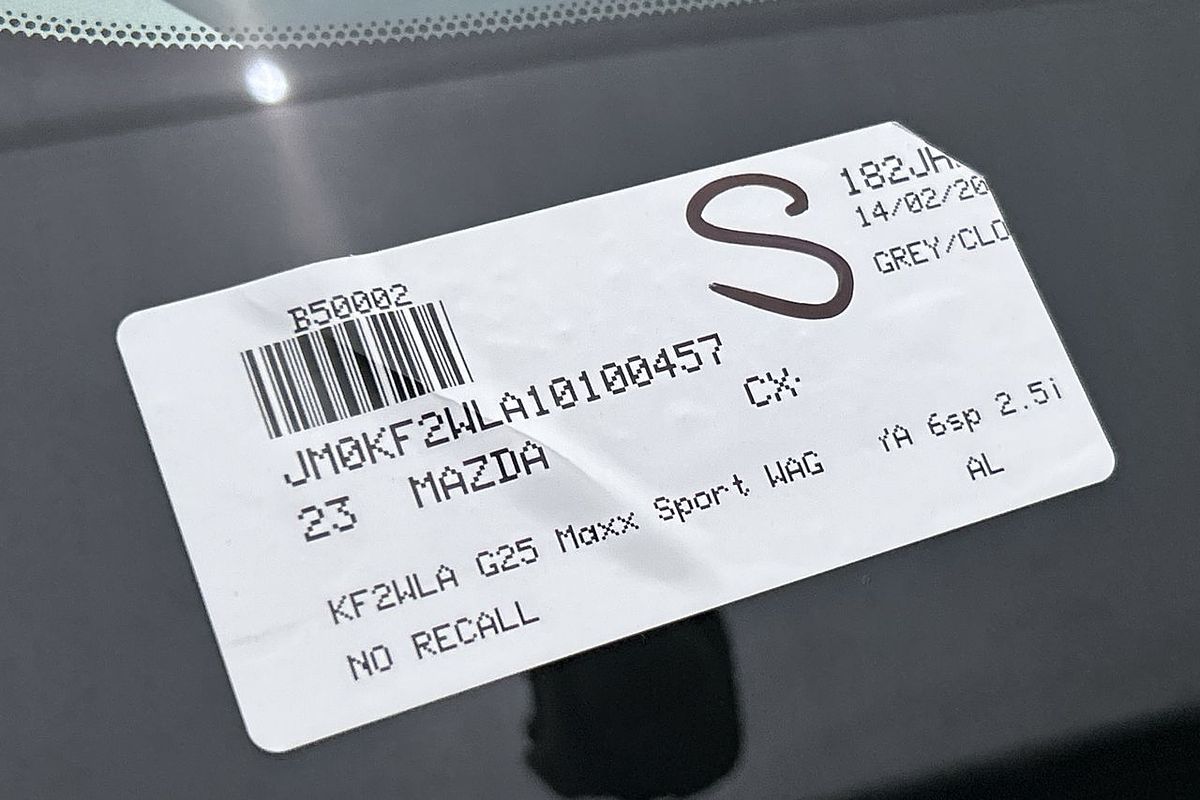 S
182JH
14/02/20
GREY/CLO
B50002
JM0KF2WLA10100457
23 MAZDA CX-
KF2WLA G25 Maxx Sport WAG YA 6sp 2.5i
NO RECALL AL